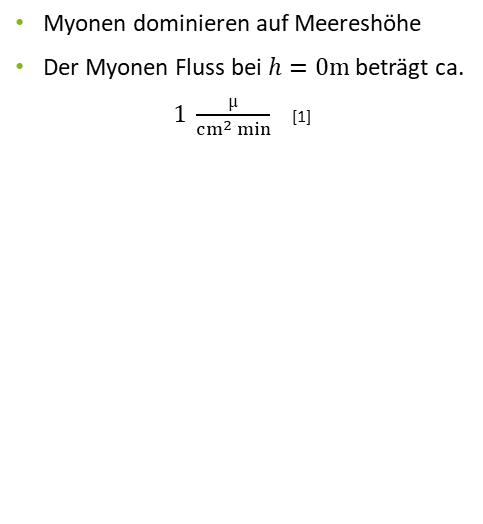 • Myonen dominieren auf Meereshöhe
• Der Myonen Fluss bei h = 0m beträgt ca.
1 μ / cm² min [1]